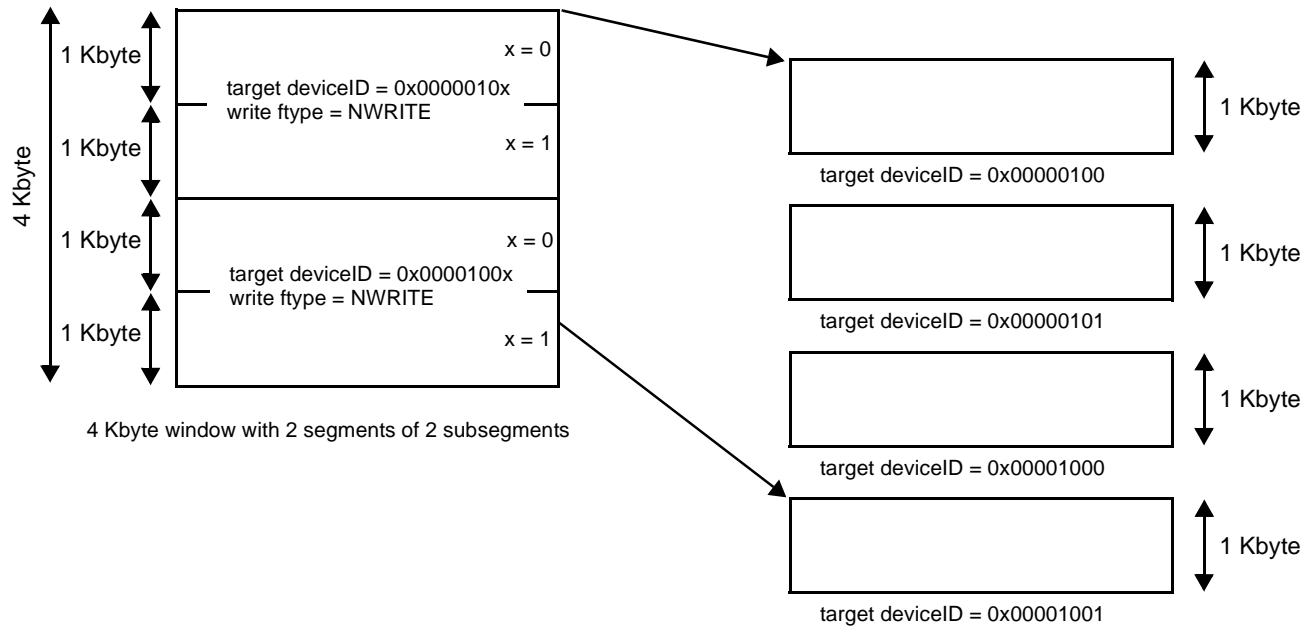 4 Kbyte
1 Kbyte
x = 0
target deviceID = 0x0000010x
write ftype = NWRITE
1 Kbyte
x = 1
1 Kbyte
x = 0
target deviceID = 0x0000100x
write ftype = NWRITE
1 Kbyte
x = 1
4 Kbyte window with 2 segments of 2 subsegments
1 Kbyte
target deviceID = 0x00000100
1 Kbyte
target deviceID = 0x00000101
1 Kbyte
target deviceID = 0x00001000
1 Kbyte
target deviceID = 0x00001001